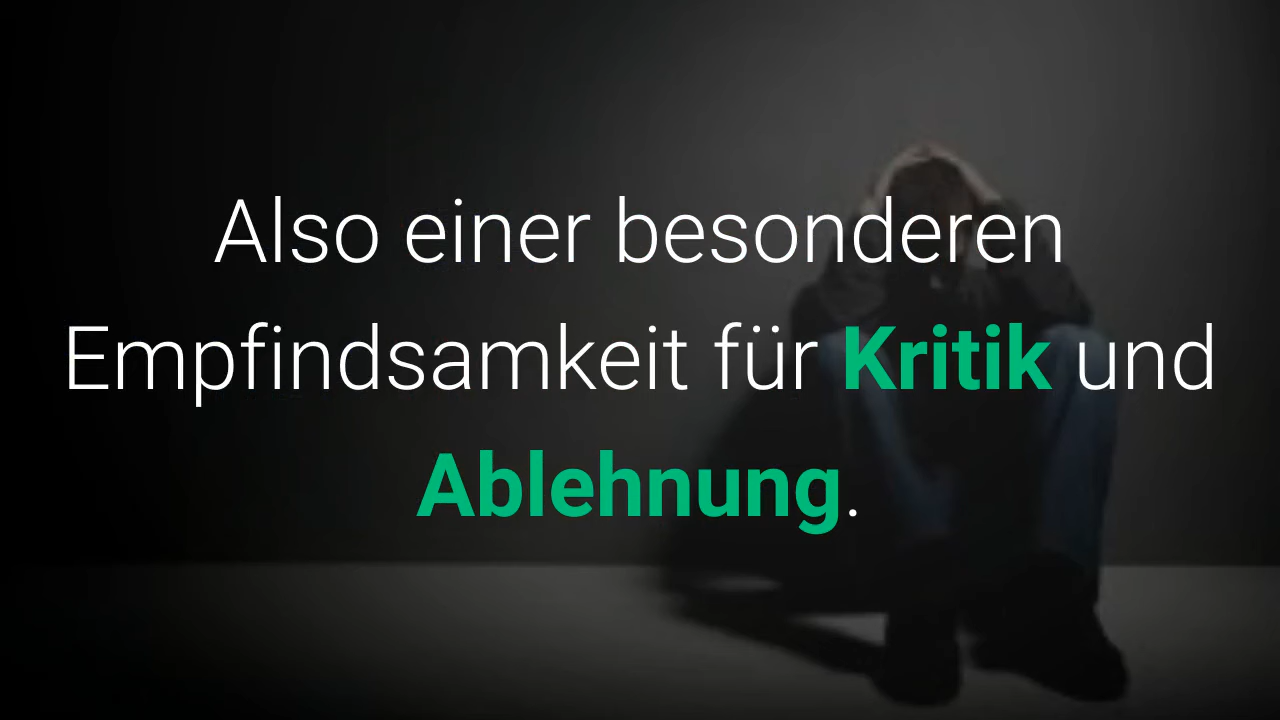 Also einer besonderen
Empfindsamkeit für Kritik und
Ablehnung.